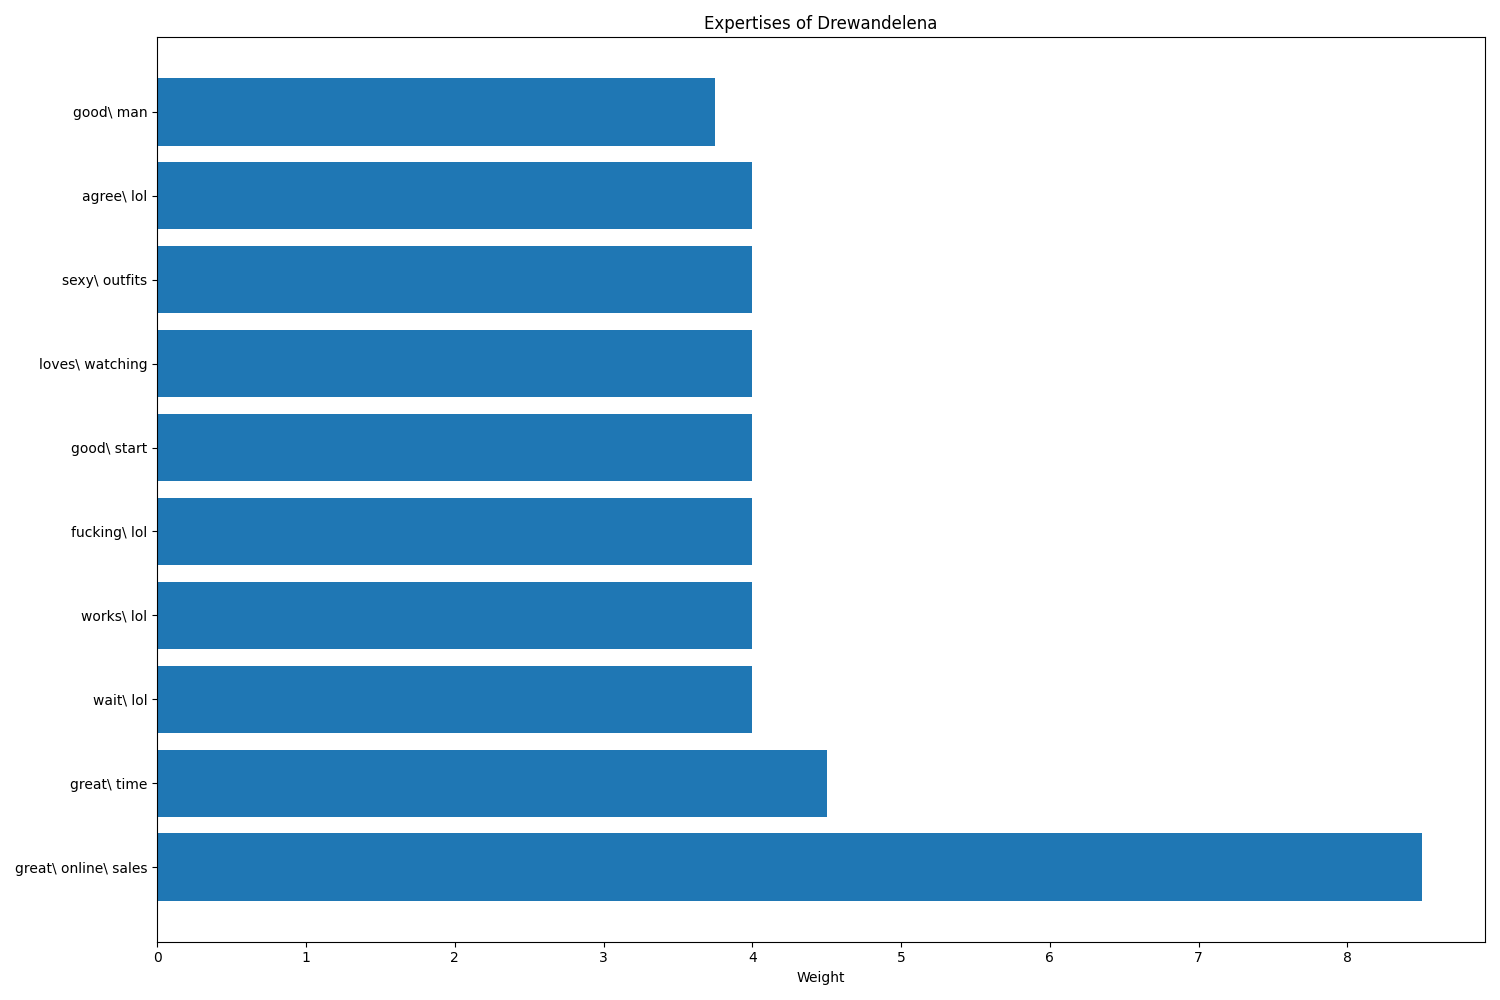 Expertises of Drewandelena
good\ man
agree\ lol
sexy\ outfits
loves\ watching
good\ start
fucking\ lol
works\ lol
wait\ lol
great\ time
great\ online\ sales
0 1 2 3 4 5 6 7 8
Weight